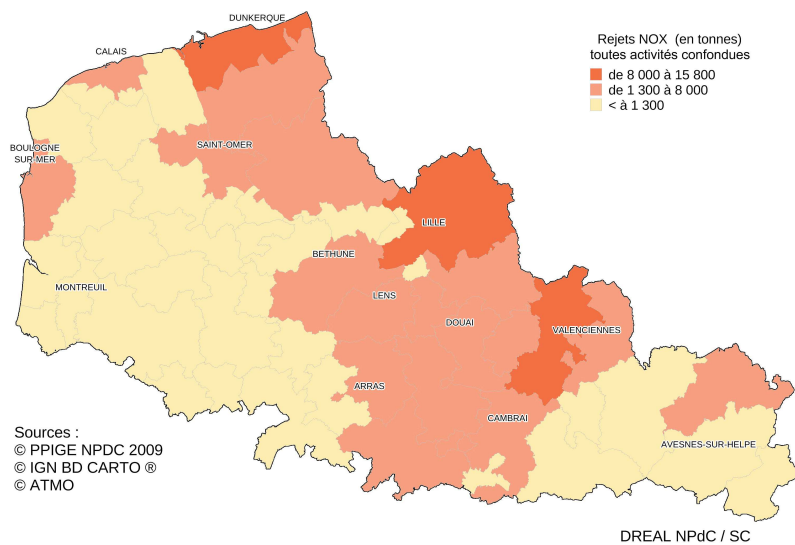 DUNKERQUE
CALAIS
Rejets NOX (en tonnes)
toutes activités confondues
de 8 000 à 15 800
de 1 300 à 8 000
< à 1 300
SAINT-OMER
BOULOGNE
SUR-MER
LILLE
BETHUNE
MONTREUIL
LENS
DOUAI
VALENCIENNES
ARRAS
CAMBRAI
AVESNES-SUR-HELPE
Sources :
© PPIGE NPDC 2009
© IGN BD CARTO ®
© ATMO
DREAL NPdC / SC